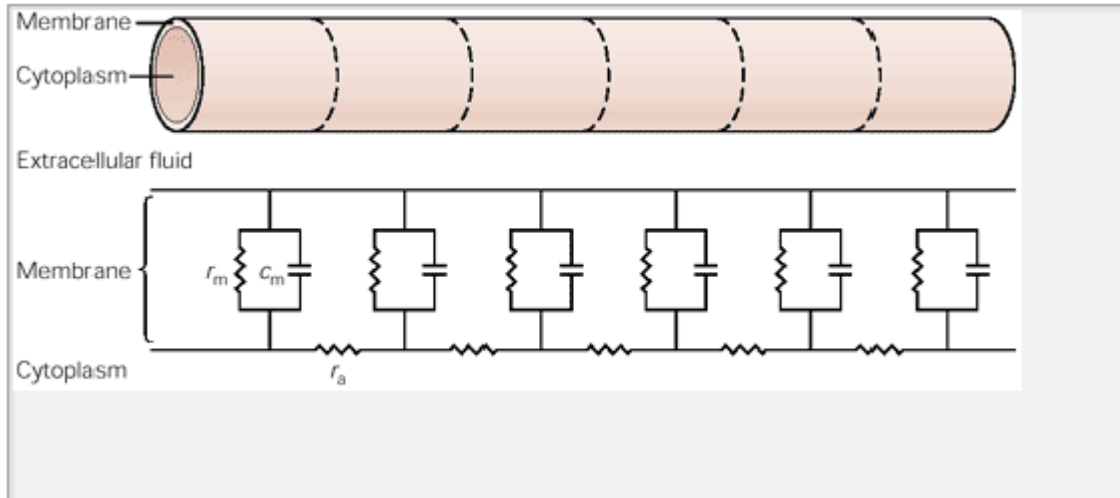 Membrane
Cytoplasm
Extracellular fluid
Membrane
rm cm
Cytoplasm
ra